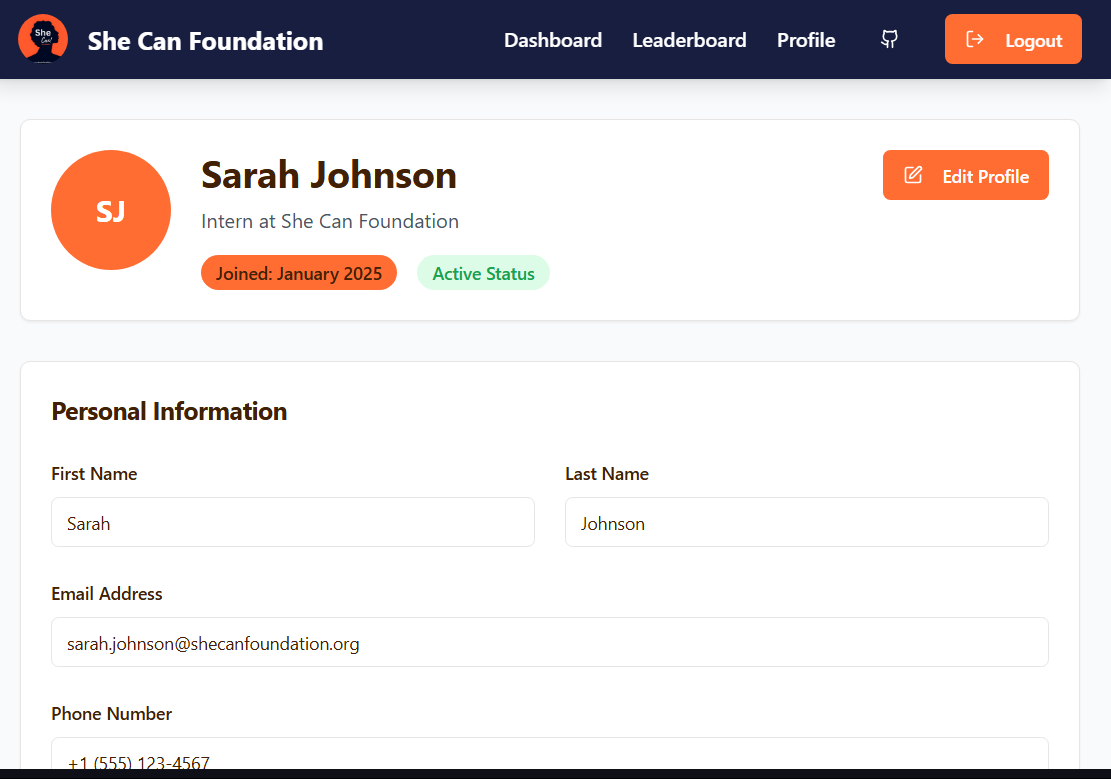 She
Can!
She Can Foundation
Dashboard
Leaderboard
Profile
Logout
SJ
Sarah Johnson
Intern at She Can Foundation
Joined: January 2025
Active Status
Edit Profile
Personal Information
First Name
Last Name
Sarah
Johnson
Email Address
sarah.johnson@shecanfoundation.org
Phone Number
+1 (555) 123-4567